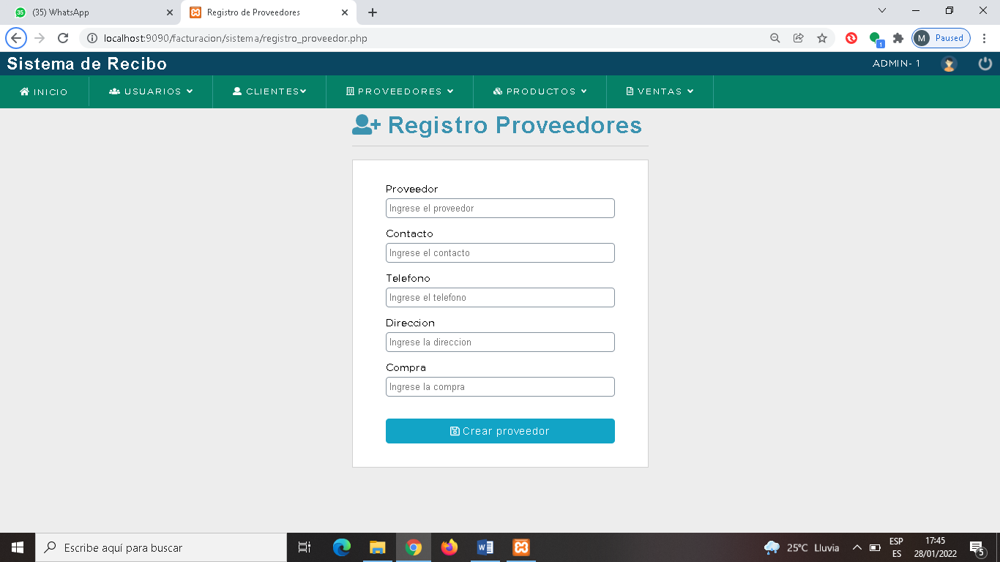 35 (35) WhatsApp
Registro de Proveedores
localhost:9090/facturacion/sistema/registro_proveedor.php
1
M Paused
Sistema de Recibo
ADMIN- 1
INICIO
USUARIOS
CLIENTES
PROVEEDORES
PRODUCTOS
VENTAS
Registro Proveedores
Proveedor
Ingrese el proveedor
Contacto
Ingrese el contacto
Telefono
Ingrese el telefono
Direccion
Ingrese la direccion
Compra
Ingrese la compra
Crear proveedor
Escribe aquí para buscar
25°C Lluvia
ESP
ES
17:45
28/01/2022
5